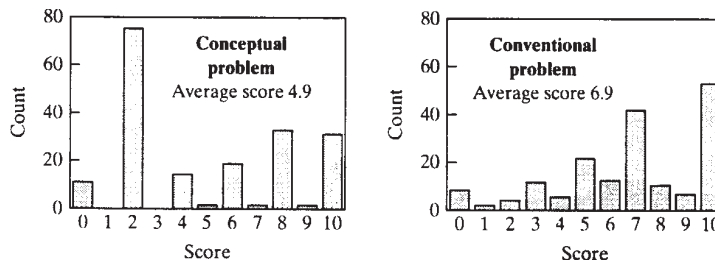 80
60
40
20
0
Count
Conceptual
problem
Average score 4.9
0 1 2 3 4 5 6 7 8 9 10
Score
80
60
40
20
0
Count
Conventional
problem
Average score 6.9
0 1 2 3 4 5 6 7 8 9 10
Score